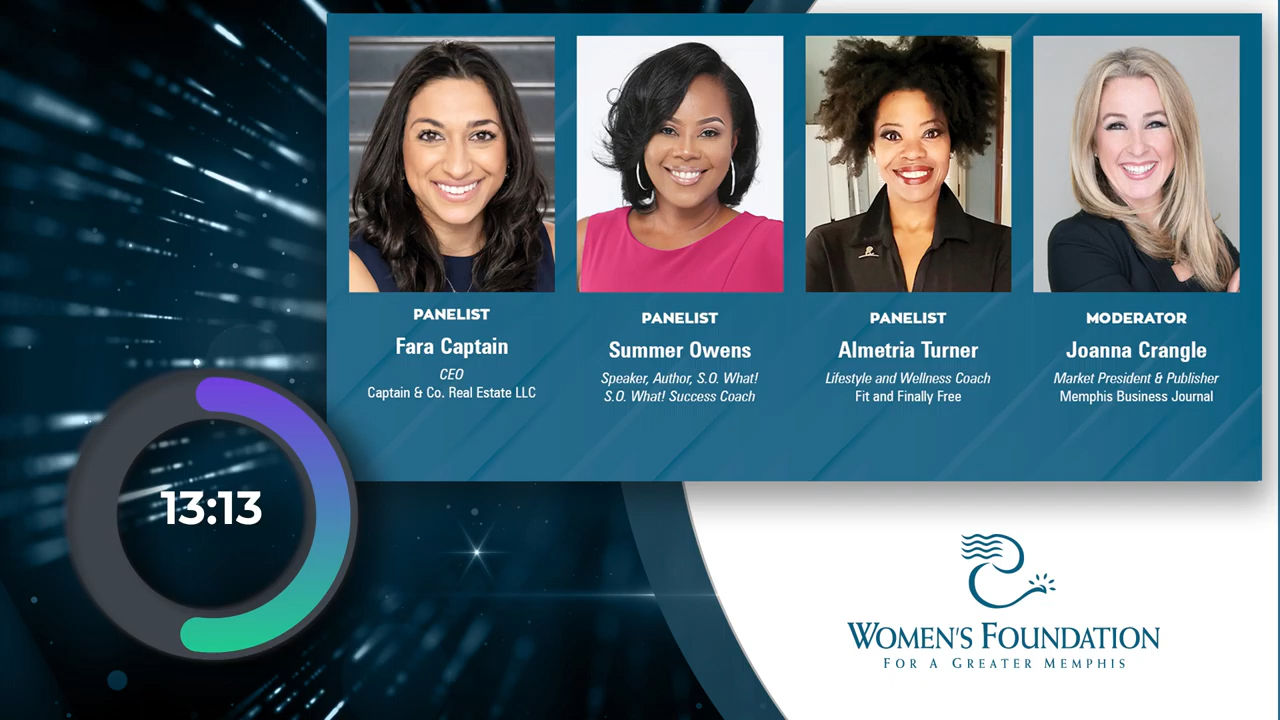 PANELIST
Fara Captain
CEO
Captain & Co. Real Estate LLC
PANELIST
Summer Owens
Speaker, Author, S.O. What!
S.O. What! Success Coach
PANELIST
Almetria Turner
Lifestyle and Wellness Coach
Fit and Finally Free
MODERATOR
Joanna Crangle
Market President & Publisher
Memphis Business Journal
13:13
WOMEN'S FOUNDATION
FOR A GREATER MEMPHIS